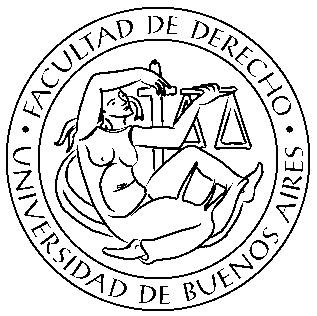 · FACULTAD DE DERECHO ·
UNIVERSIDAD DE BUENOS AIRES